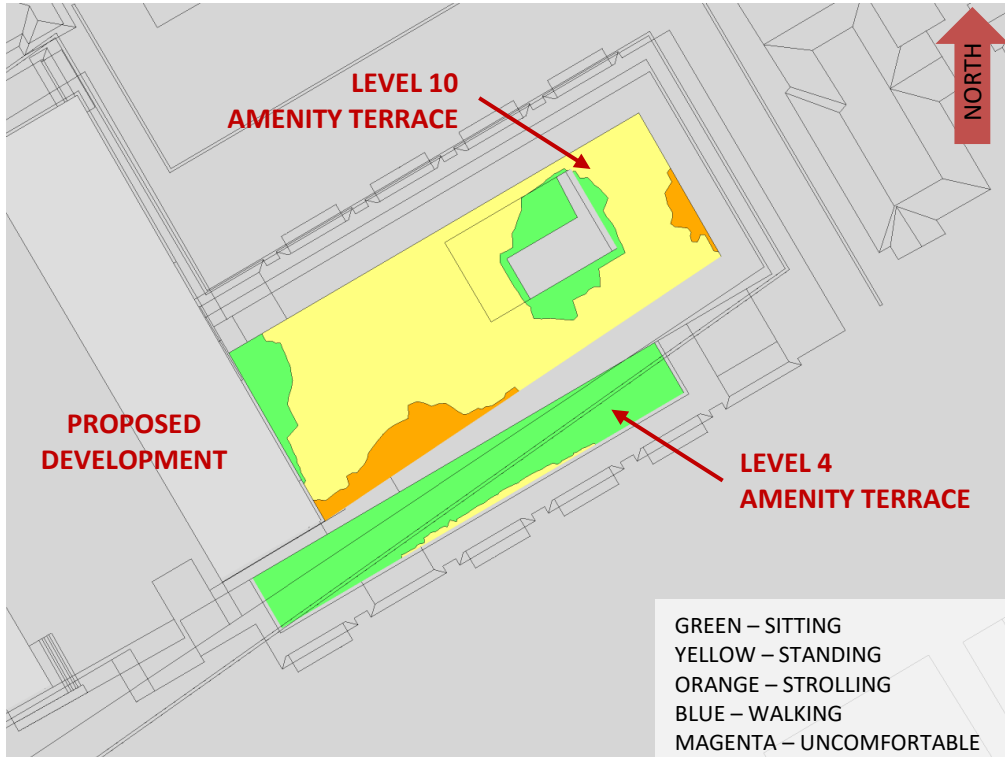 NORTH
LEVEL 10
AMENITY TERRACE
PROPOSED
DEVELOPMENT
LEVEL 4
AMENITY TERRACE
GREEN – SITTING
YELLOW – STANDING
ORANGE – STROLLING
BLUE – WALKING
MAGENTA – UNCOMFORTABLE